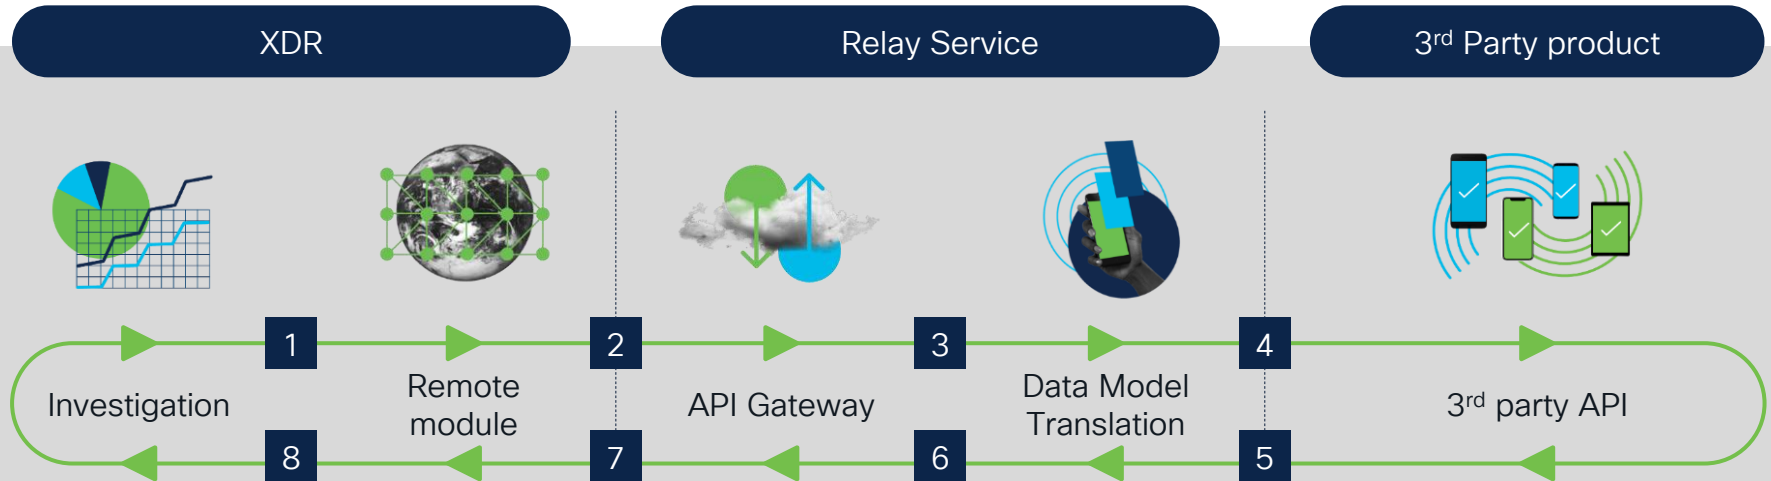 XDR
Relay Service
3rd Party product
1
2
3
4
Investigation
Remote
module
API Gateway
Data Model
Translation
3rd party API
8
7
6
5